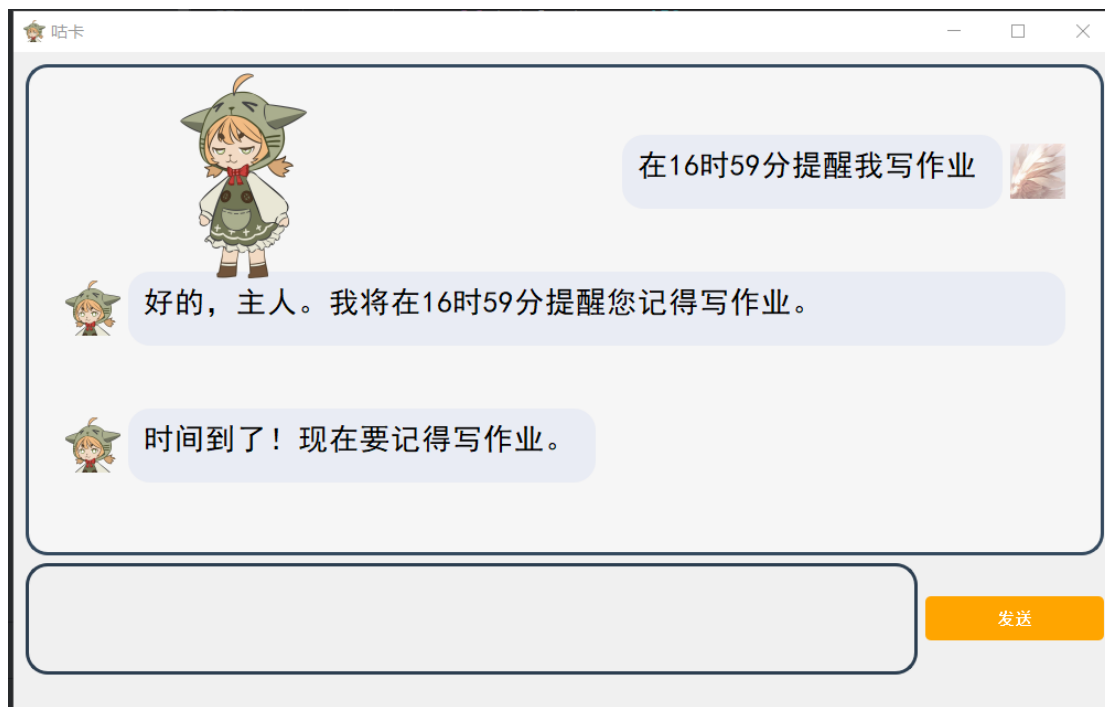 咕卡
在16时59分提醒我写作业
好的，主人。我将在16时59分提醒您记得写作业。
时间到了！现在要记得写作业。
发送